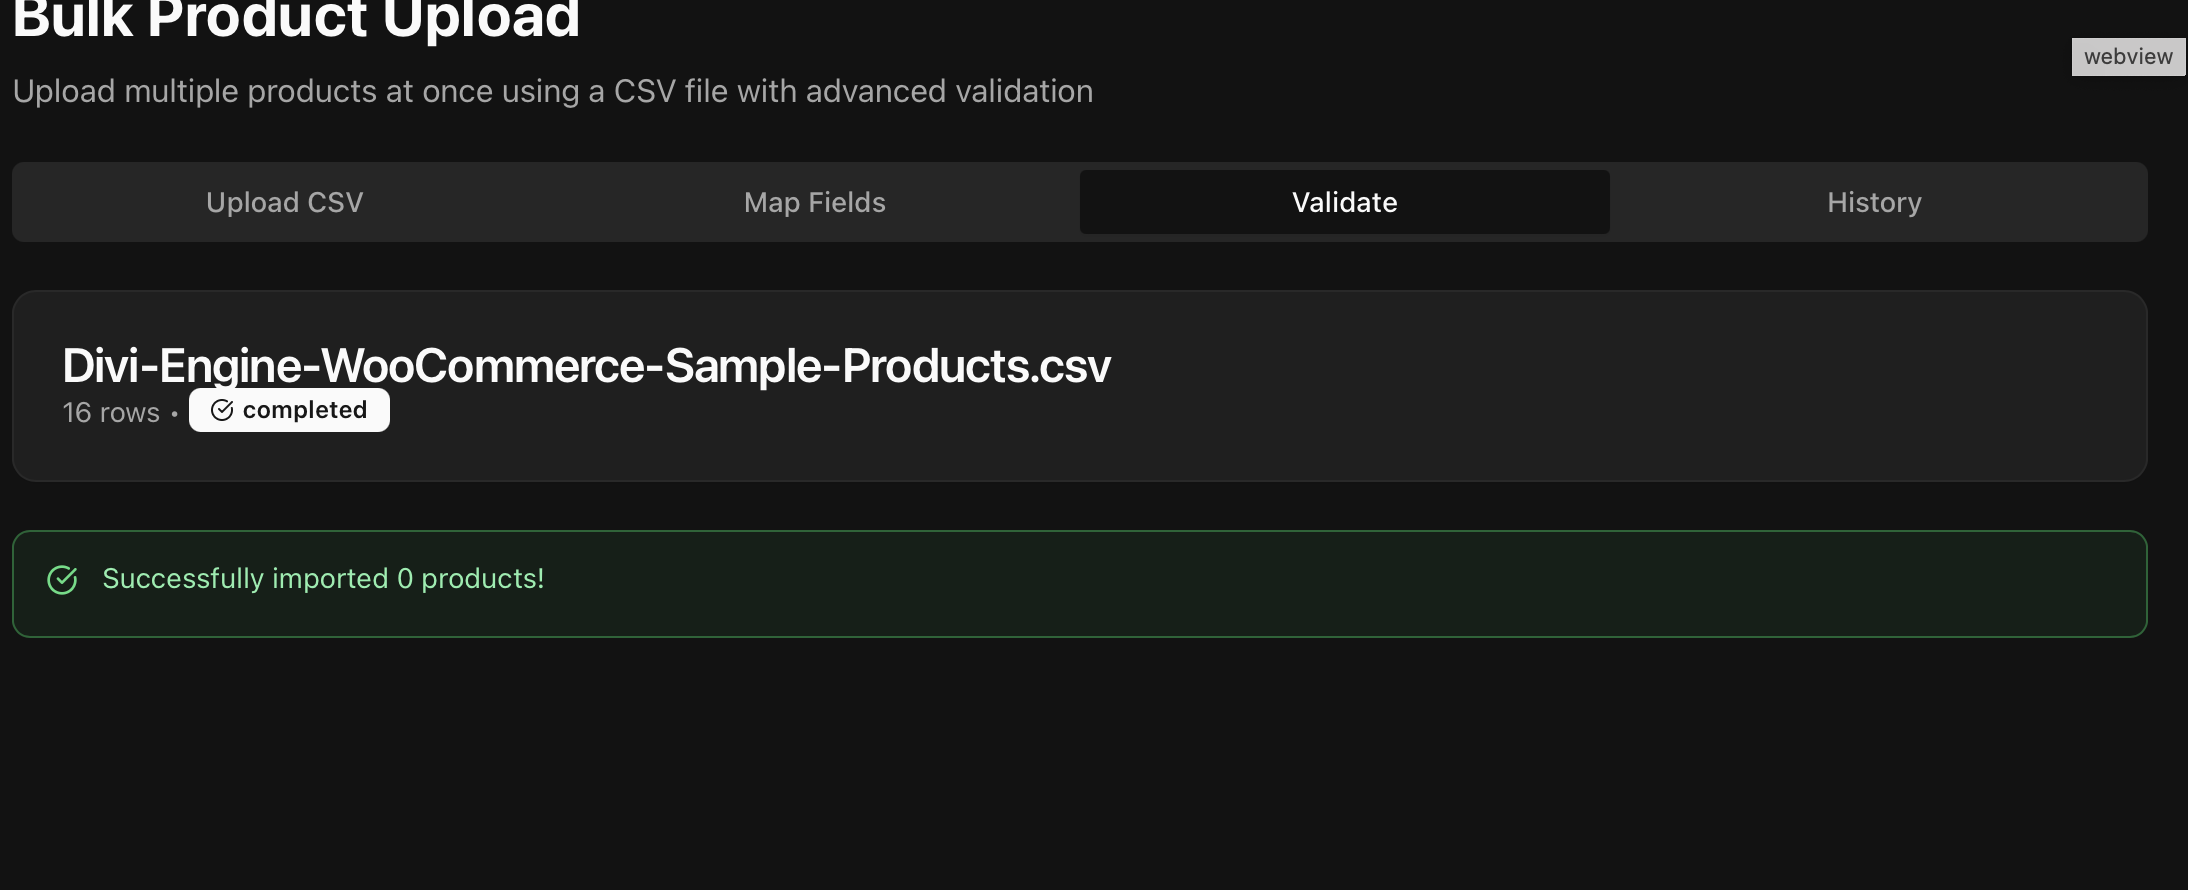 Bulk Product Upload
webview
Upload multiple products at once using a CSV file with advanced validation
Upload CSV
Map Fields
Validate
History
Divi-Engine-WooCommerce-Sample-Products.csv
16 rows • completed
Successfully imported 0 products!